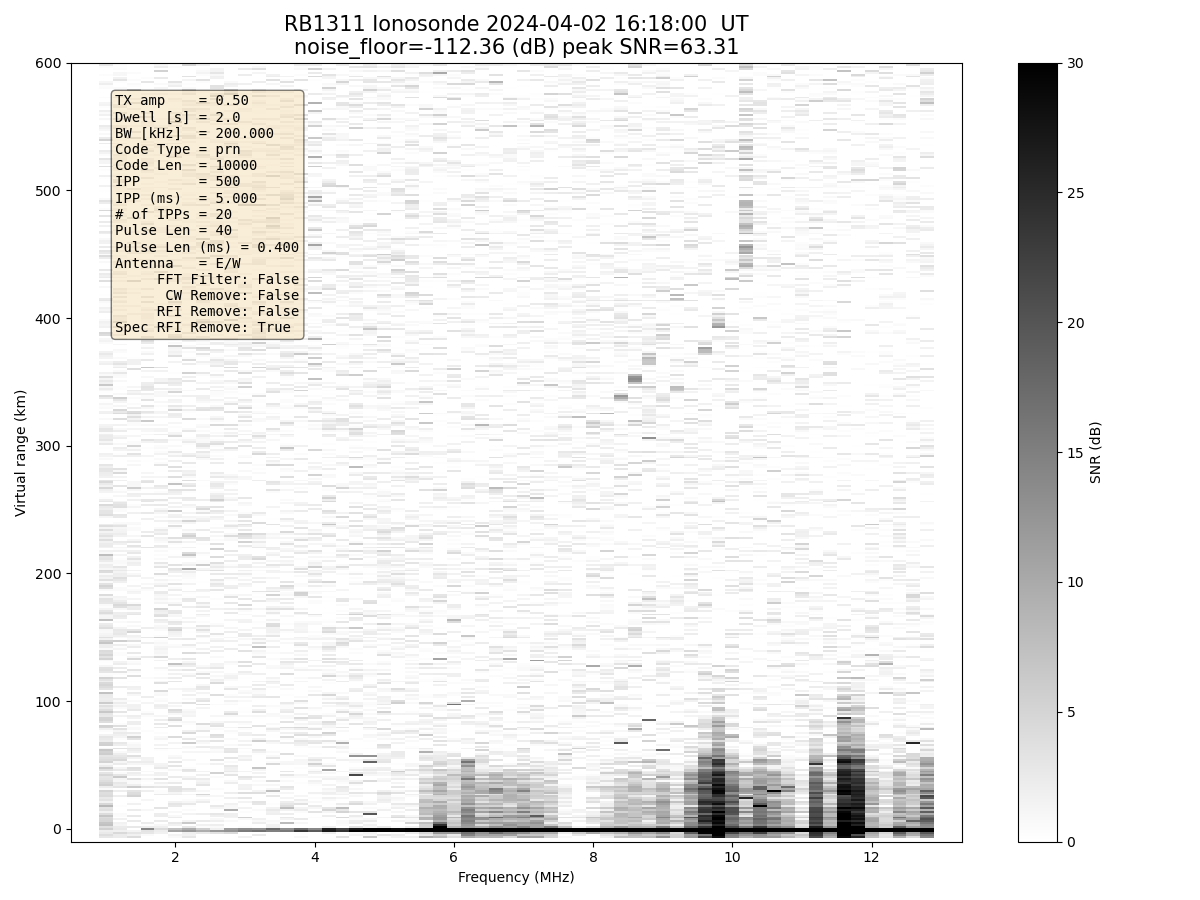 RB1311 Ionosonde 2024-04-02 16:18:00  UT
noise_floor=-112.36 (dB) peak SNR=63.31
TX amp    = 0.50
Dwell [s] = 2.0
BW [kHz]  = 200.000
Code Type = prn
Code Len  = 10000
IPP       = 500
IPP (ms)  = 5.000
# of IPPs = 20
Pulse Len = 40
Pulse Len (ms) = 0.400
Antenna   = E/W
FFT Filter: False
CW Remove: False
RFI Remove: False
Spec RFI Remove: True
Virtual range (km)
600
500
400
300
200
100
0
2 4 6 8 10 12
Frequency (MHz)
30
25
20
15
10
5
0
SNR (dB)